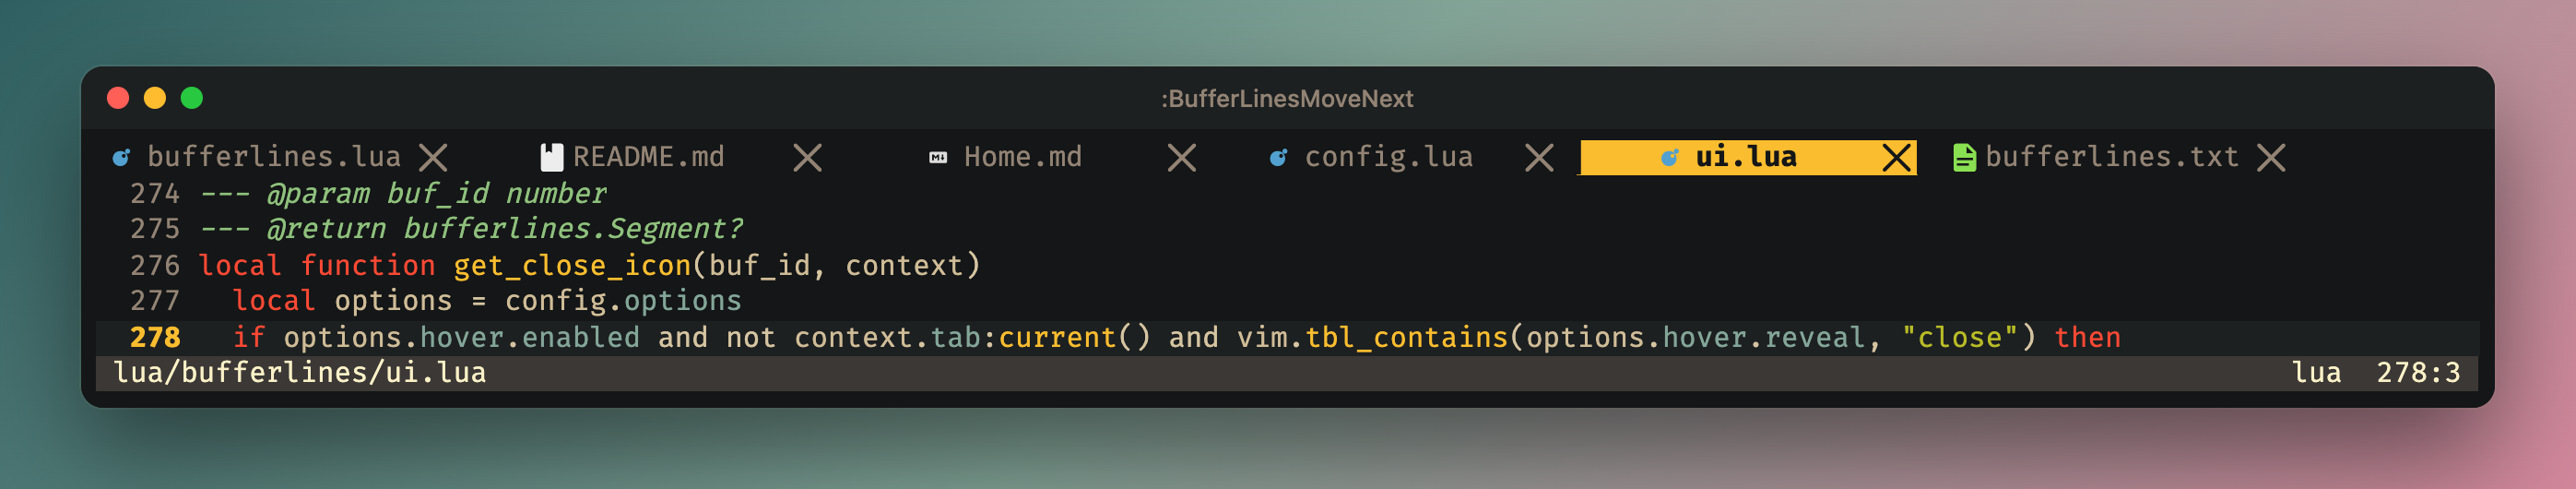 :BufferLinesMoveNext
bufferlines.lua README.md Home.md config.lua ui.lua bufferlines.txt
274 --- @param buf_id number
275 --- @return bufferlines.Segment?
276 local function get_close_icon(buf_id, context)
277   local options = config.options
278   if options.hover.enabled and not context.tab:current() and vim.tbl_contains(options.hover.reveal, "close") then
lua/bufferlines/ui.lua lua 278:3